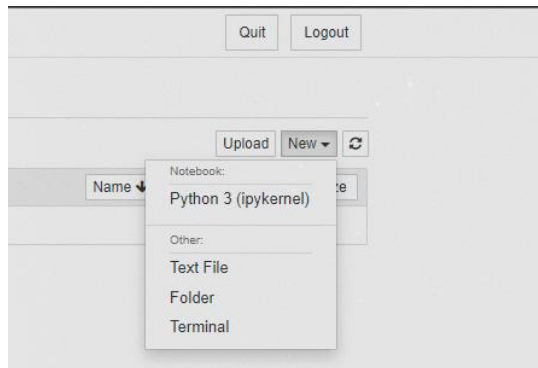 Quit Logout
Upload New
Name
Notebook:
Python 3 (ipykernel)
Other:
Text File
Folder
Terminal